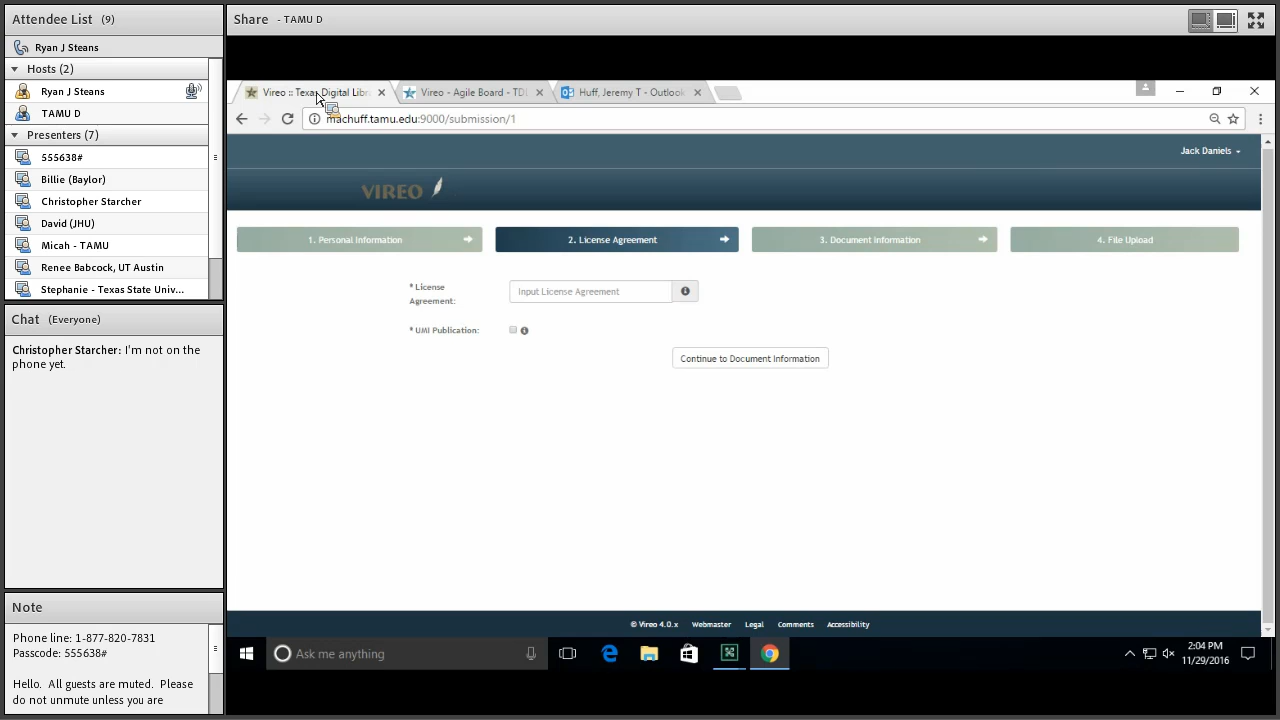 Attendee List (9)
Ryan J Steans
Hosts (2)
Ryan J Steans
TAMU D
Presenters (7)
555638#
Billie (Baylor)
Christopher Starcher
David (JHU)
Micah - TAMU
Renee Babcock, UT Austin
Stephanie - Texas State Univ...
Chat (Everyone)
Christopher Starcher: I'm not on the
phone yet.
Note
Phone line: 1-877-820-7831
Passcode: 555638#
Hello. All guests are muted. Please
do not unmute unless you are
Share - TAMU D
Vireo :: Texas Digital Libr
Vireo - Agile Board - TDL
Huff, Jeremy T - Outlook
machuff.tamu.edu:9000/submission/1
Jack Daniels
VIREO
1. Personal Information
2. License Agreement
3. Document Information
4. File Upload
* License
Agreement:
Input License Agreement
* UMI Publication:
Continue to Document Information
© Vireo 4.0.x Webmaster Legal Comments Accessibility
Ask me anything
2:04 PM
11/29/2016